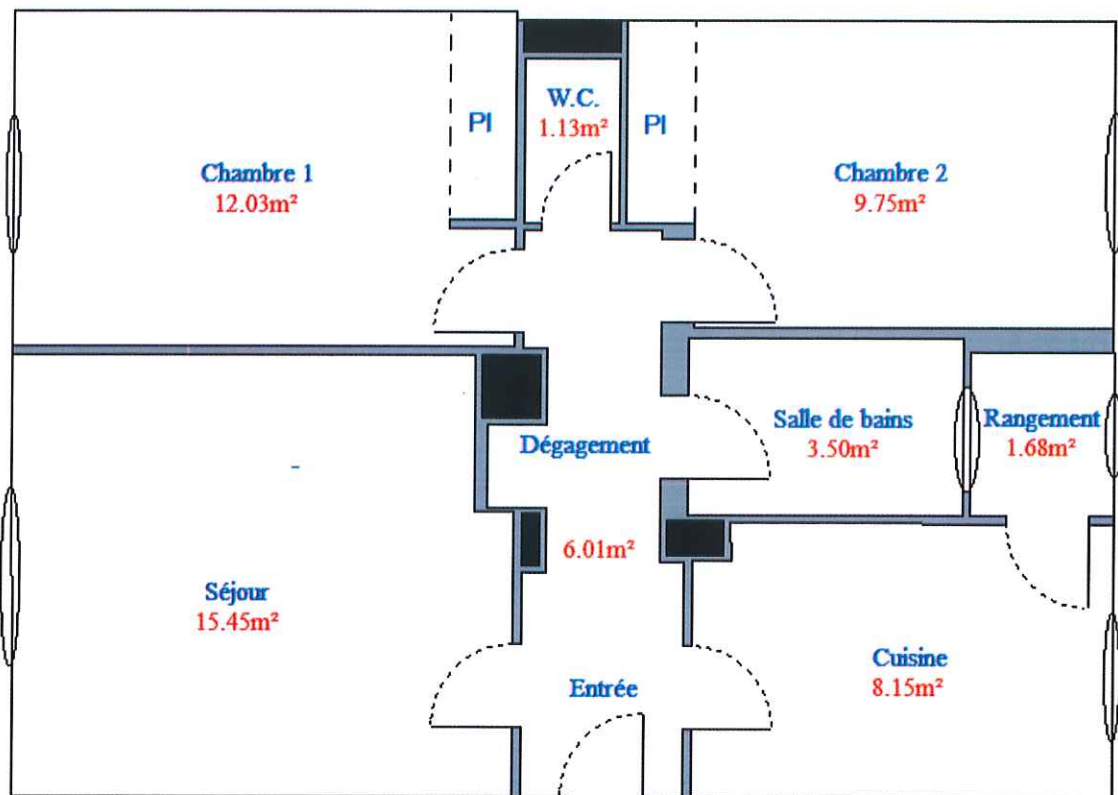 W.C.
1.13m²
Pl
Pl
Chambre 1
12.03m²
Chambre 2
9.75m²
Salle de bains
3.50m²
Rangement
1.68m²
Dégagement
6.01m²
Séjour
15.45m²
Cuisine
8.15m²
Entrée